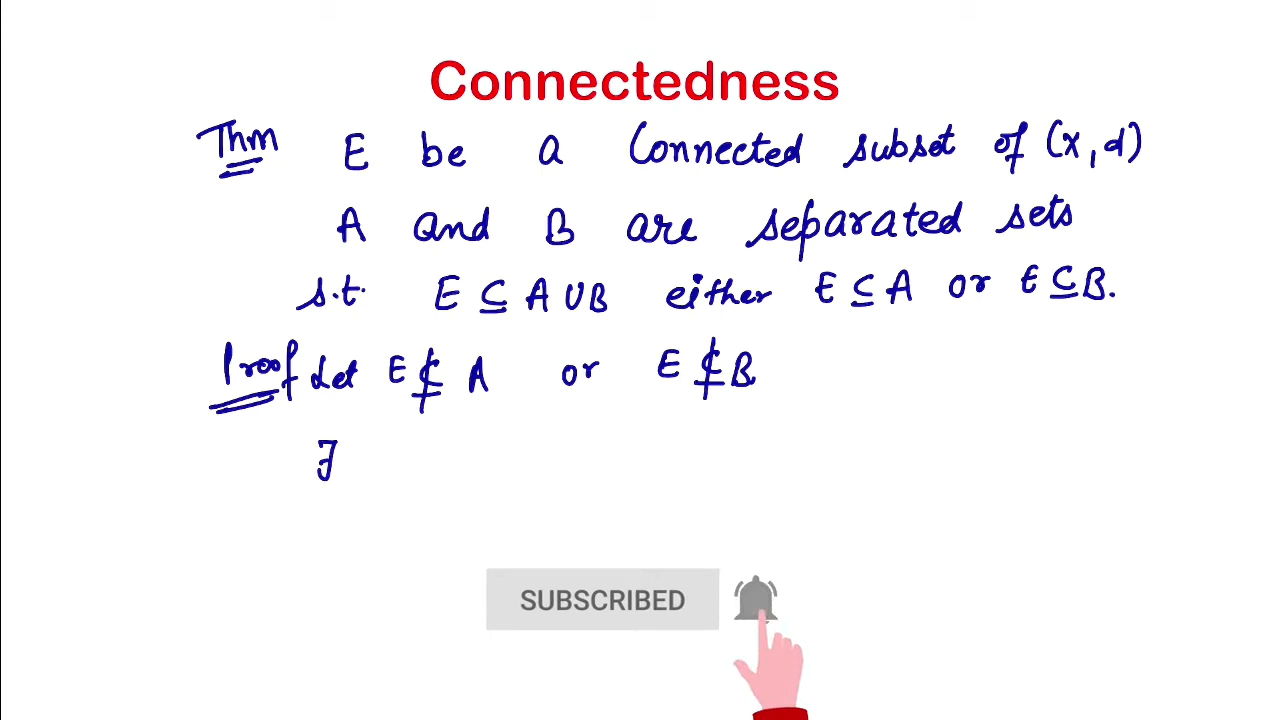 Connectedness
Thm E be a Connected subset of (X, d)
A and B are separated sets
s.t. E ⊆ A ∪ B either E ⊆ A or E ⊆ B.
Proof Let E ⊈ A or E ⊈ B
∃
SUBSCRIBED